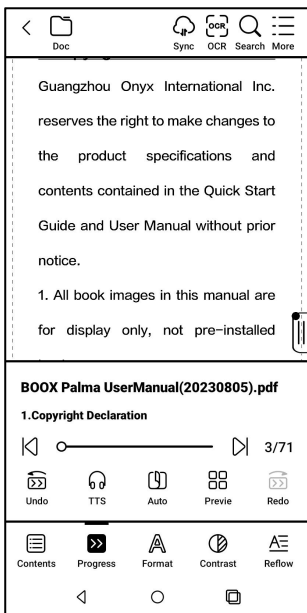 Doc
Sync OCR Search More
OCR
Guangzhou Onyx International Inc.
reserves the right to make changes to
the product specifications and
contents contained in the Quick Start
Guide and User Manual without prior
notice.
1. All book images in this manual are
for display only, not pre-installed
BOOX Palma UserManual(20230805).pdf
1.Copyright Declaration
3/71
Undo TTS Auto Previe Redo
Contents Progress Format Contrast Reflow